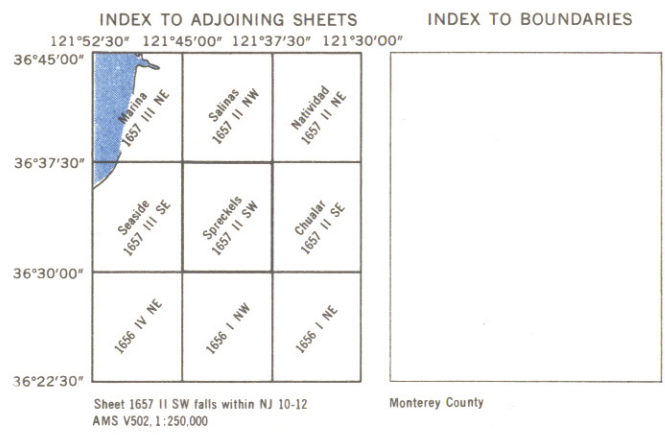 INDEX TO ADJOINING SHEETS
121°52'30" 121°45'00" 121°37'30" 121°30'00"
36°45'00"
Marina
1657 III NE
Salinas
1657 II NW
Natividad
1657 II NE
36°37'30"
Seaside
1657 III SE
Spreckels
1657 II SW
Chualar
1657 II SE
36°30'00"
1656 IV NE
1656 I NW
1656 I NE
36°22'30"
Sheet 1657 II SW falls within NJ 10-12
AMS V502, 1:250,000
INDEX TO BOUNDARIES
Monterey County